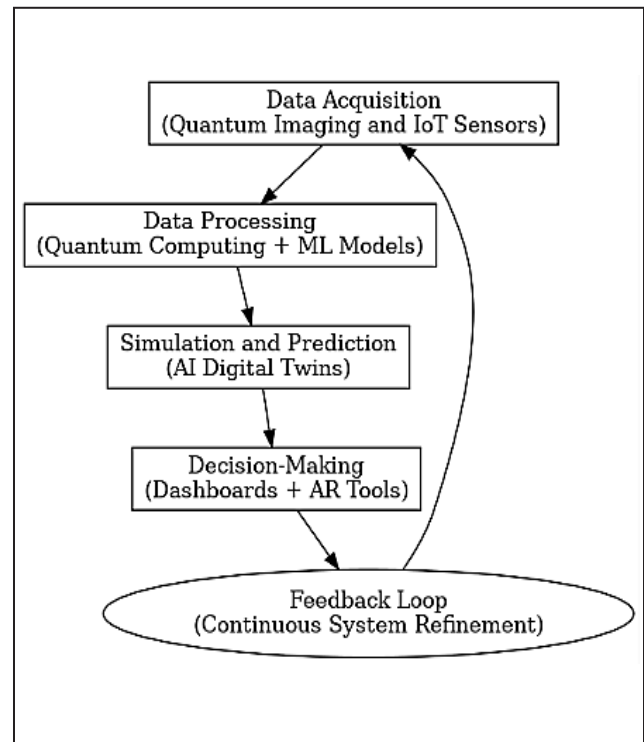 Data Acquisition
(Quantum Imaging and IoT Sensors)
Data Processing
(Quantum Computing + ML Models)
Simulation and Prediction
(AI Digital Twins)
Decision-Making
(Dashboards + AR Tools)
Feedback Loop
(Continuous System Refinement)